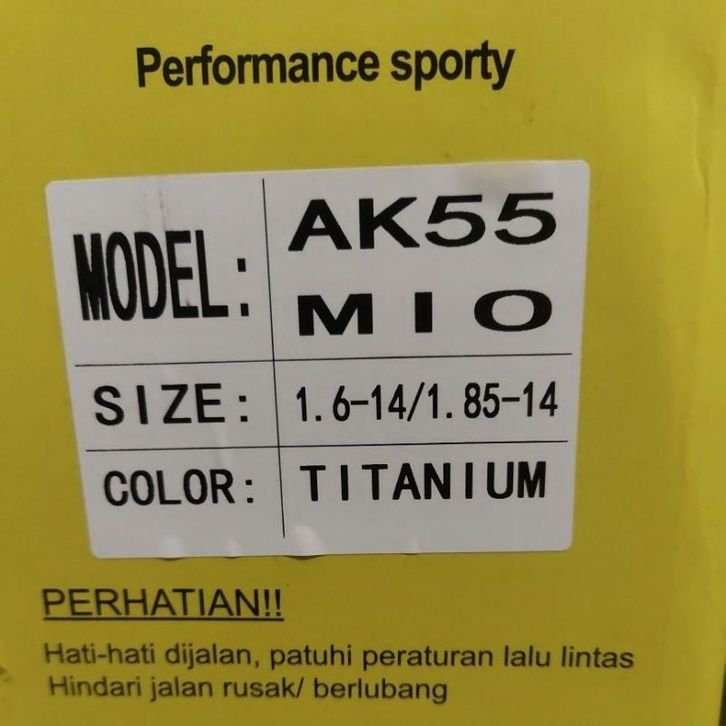 Performance sporty
MODEL: AK55
MIO
SIZE: 1.6-14/1.85-14
COLOR: TITANIUM
PERHATIAN!!
Hati-hati dijalan, patuhi peraturan lalu lintas
Hindari jalan rusak/ berlubang